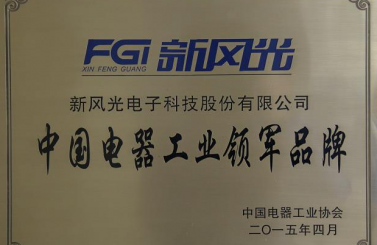 FGI 新风光
XIN FENG GUANG
新风光电子科技股份有限公司
中国电器工业领军品牌
中国电器工业协会
二〇一五年四月